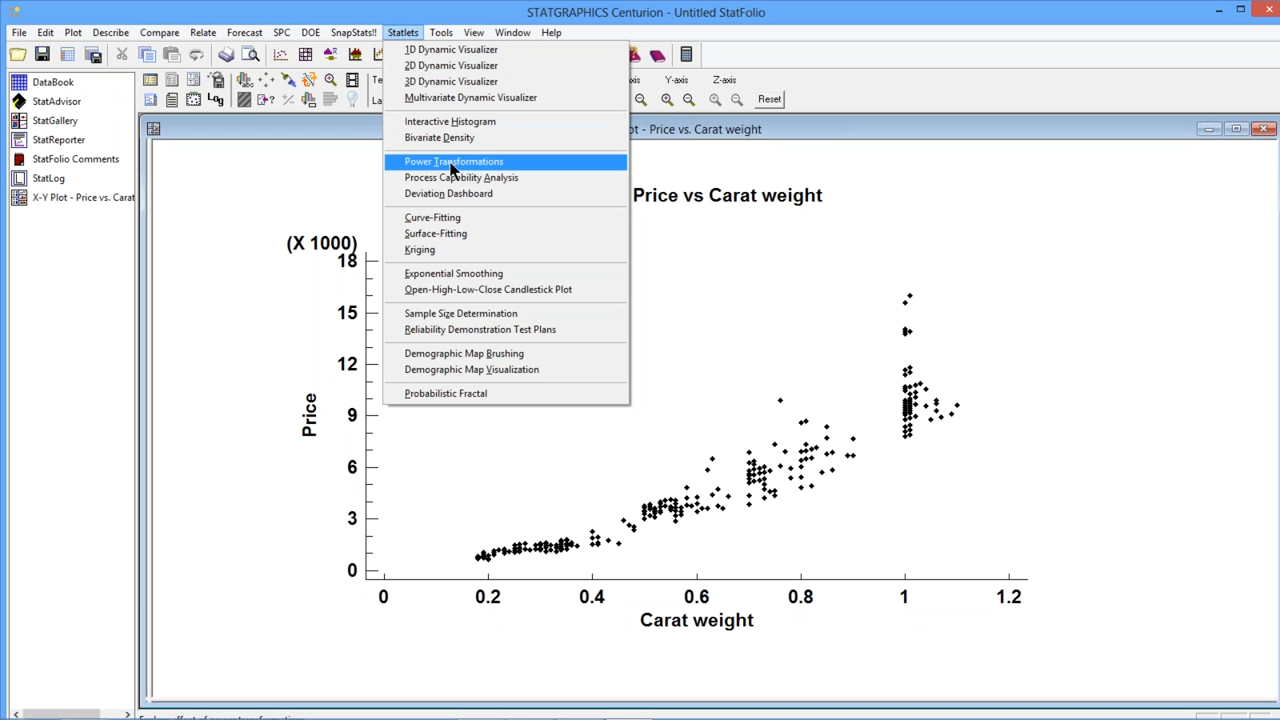 STATGRAPHICS Centurion - Untitled StatFolio
File Edit Plot Describe Compare Relate Forecast SPC DOE SnapStats!! Statlets Tools View Window Help
Log
Y-axis Z-axis
Reset
DataBook
StatAdvisor
StatGallery
StatReporter
StatFolio Comments
StatLog
X-Y Plot - Price vs. Carat
1D Dynamic Visualizer
2D Dynamic Visualizer
3D Dynamic Visualizer
Multivariate Dynamic Visualizer
Interactive Histogram
Bivariate Density
Power Transformations
Process Capability Analysis
Deviation Dashboard
Curve-Fitting
Surface-Fitting
Kriging
Exponential Smoothing
Open-High-Low-Close Candlestick Plot
Sample Size Determination
Reliability Demonstration Test Plans
Demographic Map Brushing
Demographic Map Visualization
Probabilistic Fractal
- Price vs. Carat weight
Price vs Carat weight
(X 1000)
18
15
12
9
6
3
0
Price
0 0.2 0.4 0.6 0.8 1 1.2
Carat weight